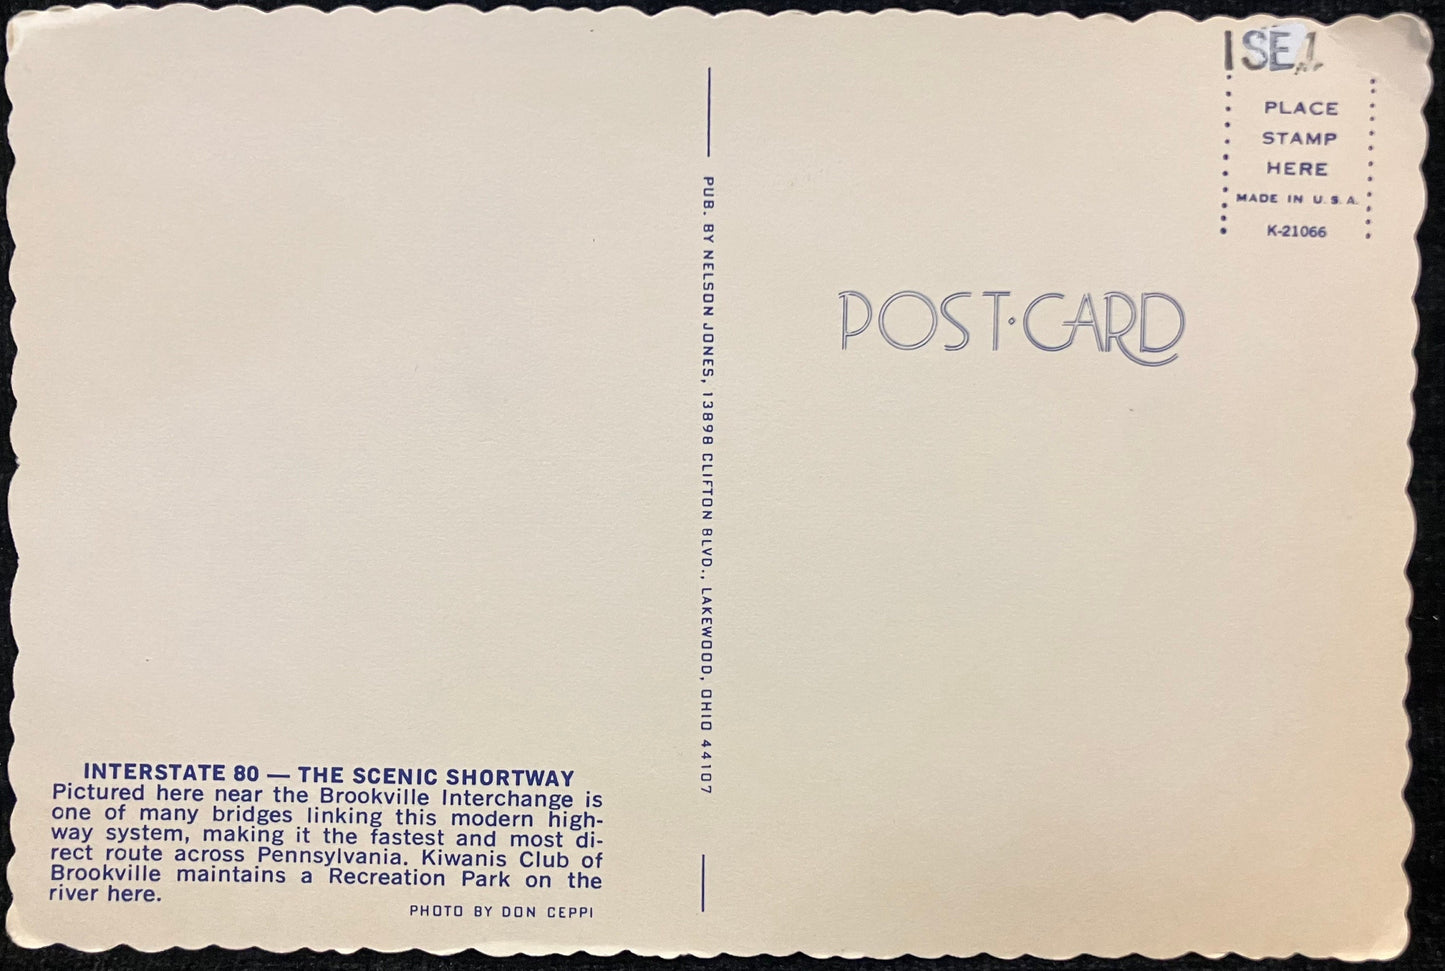 PLACE
STAMP
HERE
MADE IN U.S.A.
K-21066
POST·CARD
PUB. BY NELSON JONES, 13898 CLIFTON BLVD., LAKEWOOD, OHIO 44107
INTERSTATE 80 — THE SCENIC SHORTWAY
Pictured here near the Brookville Interchange is
one of many bridges linking this modern high-
way system, making it the fastest and most di-
rect route across Pennsylvania. Kiwanis Club of
Brookville maintains a Recreation Park on the
river here.
PHOTO BY DON CEPPI